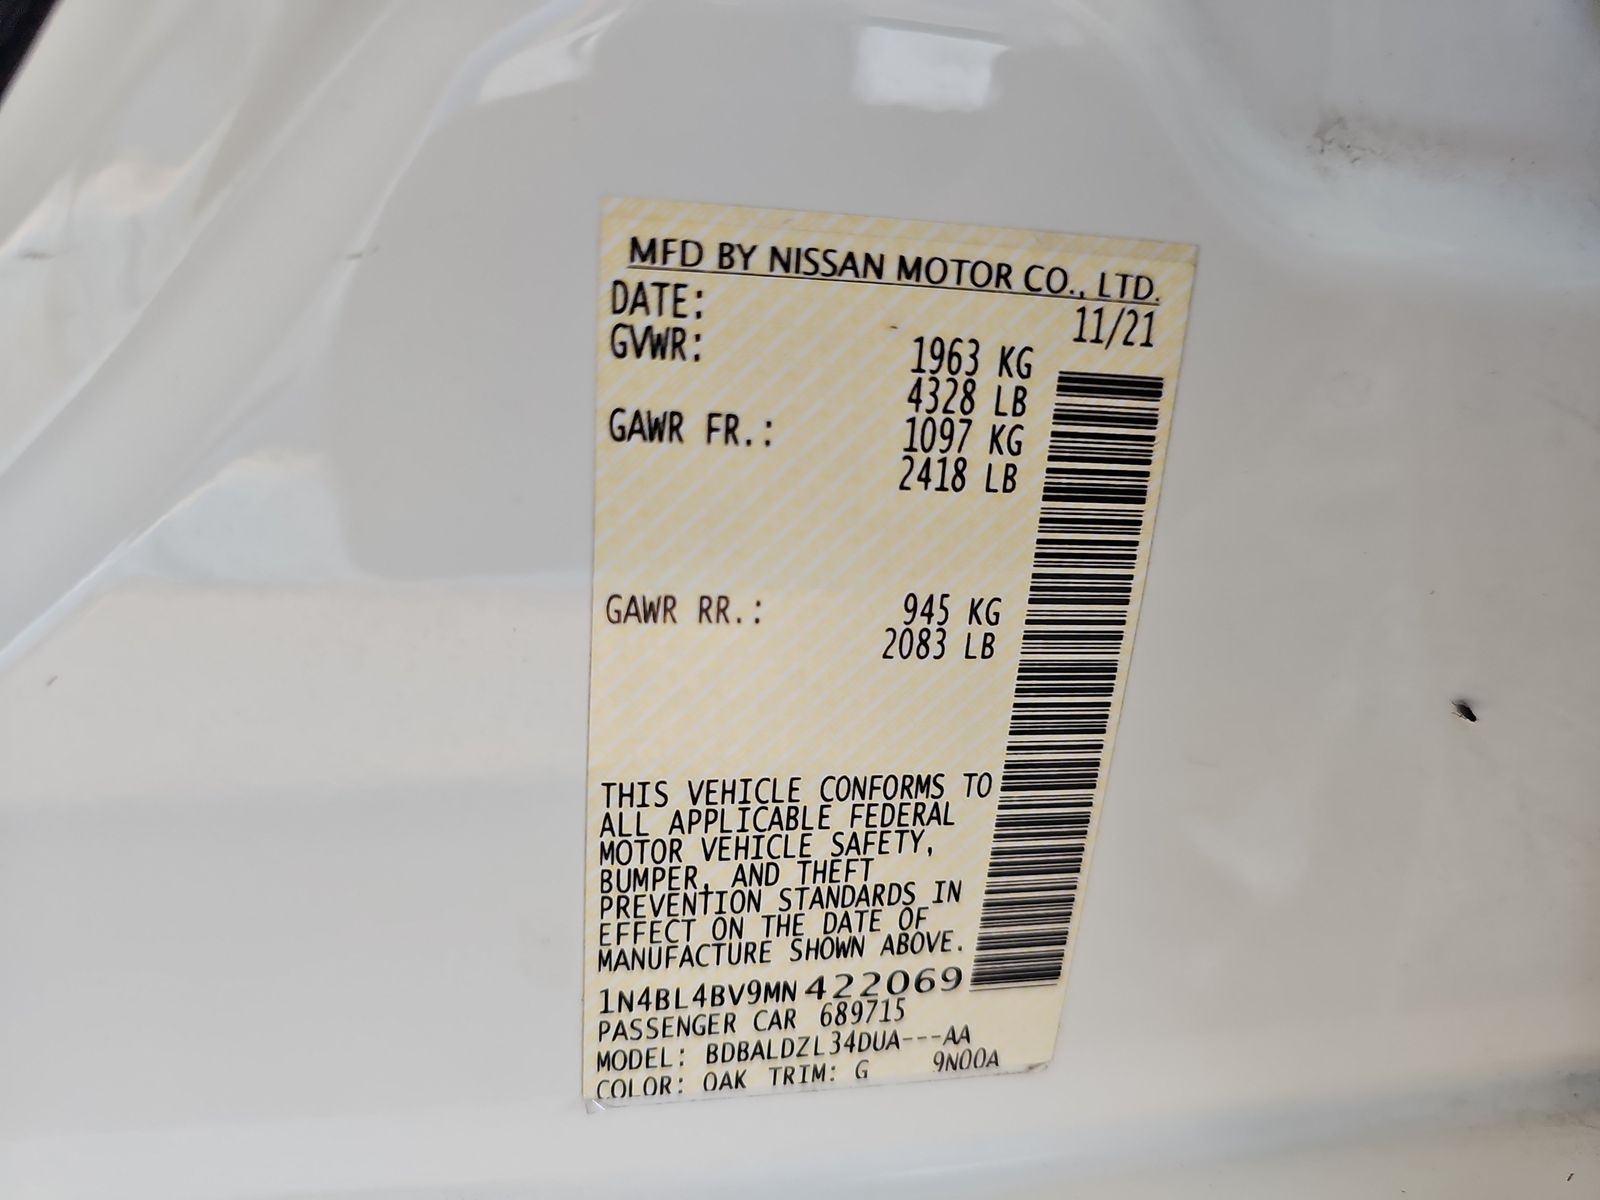 MFD BY NISSAN MOTOR CO., LTD.
DATE: 11/21
GVWR: 1963 KG
4328 LB
GAWR FR.: 1097 KG
2418 LB
GAWR RR.: 945 KG
2083 LB
THIS VEHICLE CONFORMS TO
ALL APPLICABLE FEDERAL
MOTOR VEHICLE SAFETY,
BUMPER, AND THEFT
PREVENTION STANDARDS IN
EFFECT ON THE DATE OF
MANUFACTURE SHOWN ABOVE.
1N4BL4BV9MN422069
PASSENGER CAR 689715
MODEL: BDBALDZL34DUA---AA
COLOR: QAK TRIM: G 9N00A